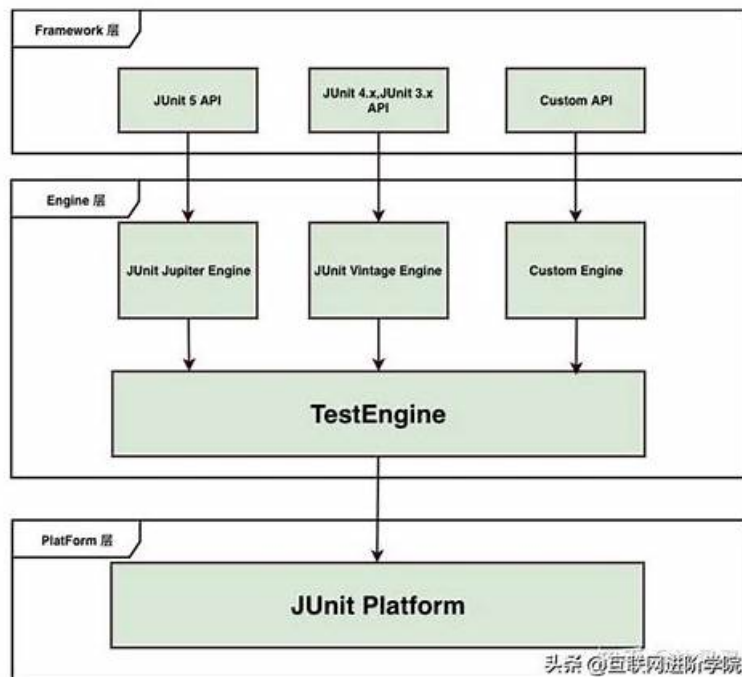 Framework 层
JUnit 5 API
JUnit 4.x,JUnit 3.x
API
Custom API
Engine 层
JUnit Jupiter Engine
JUnit Vintage Engine
Custom Engine
TestEngine
PlatForm 层
JUnit Platform
头条 @互联网进阶学院